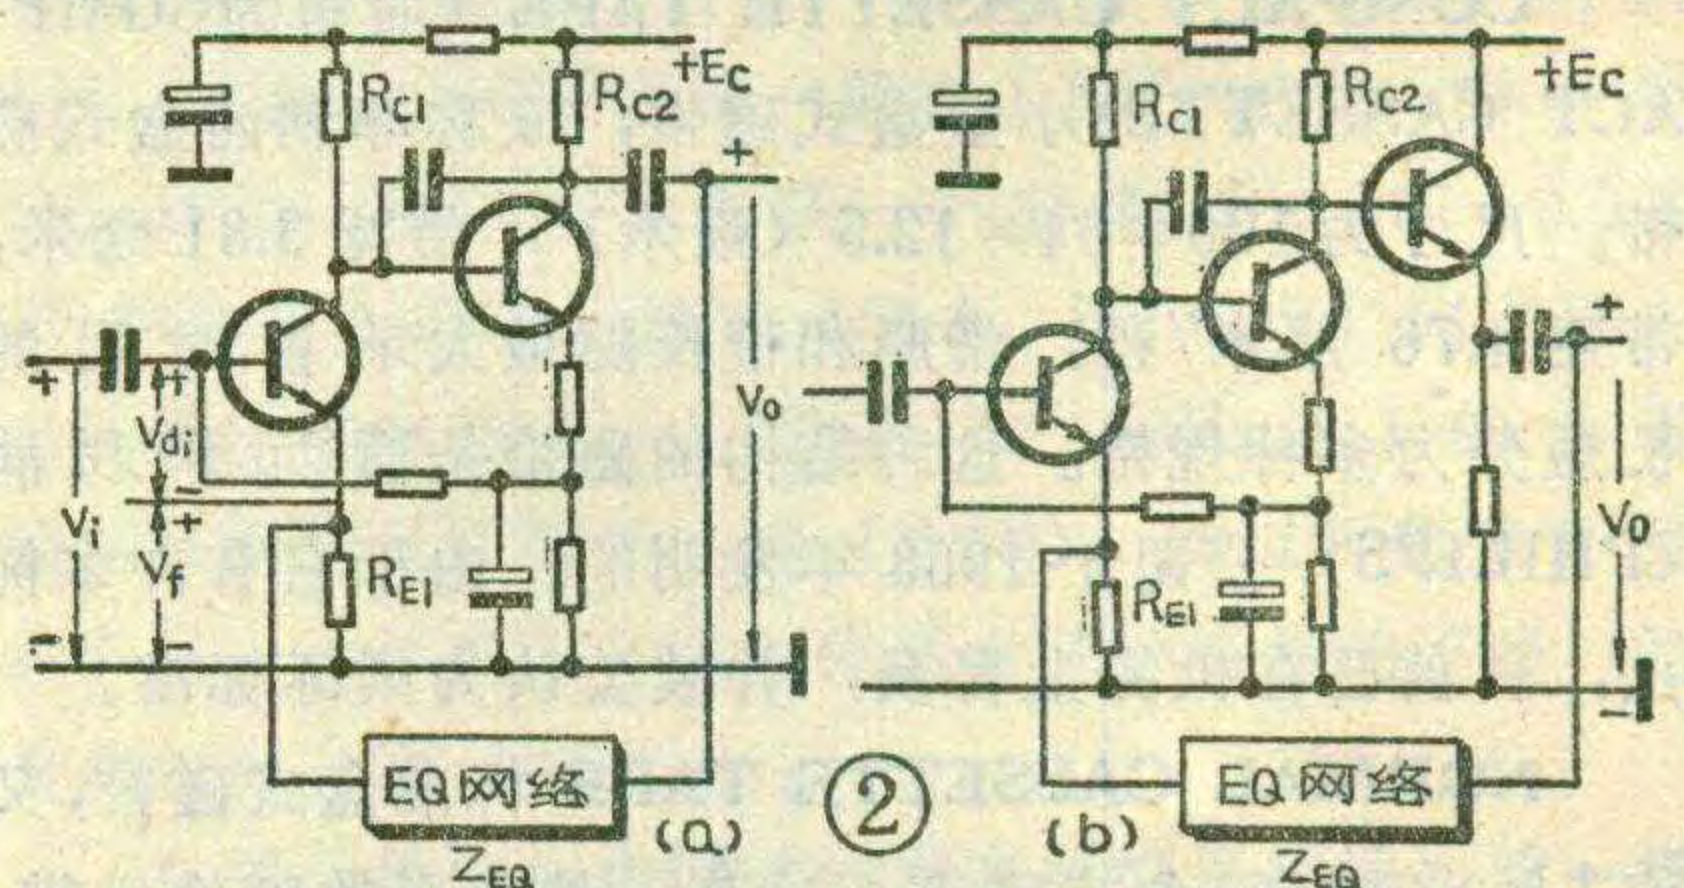 +EC
RC1
RC2
+
+
+
Vdi
-
+
Vi
Vf
-
-
RE1
Vo
EQ网络
(a)
ZEQ
②
+EC
RC1
RC2
+
RE1
Vo
-
EQ网络
(b)
ZEQ